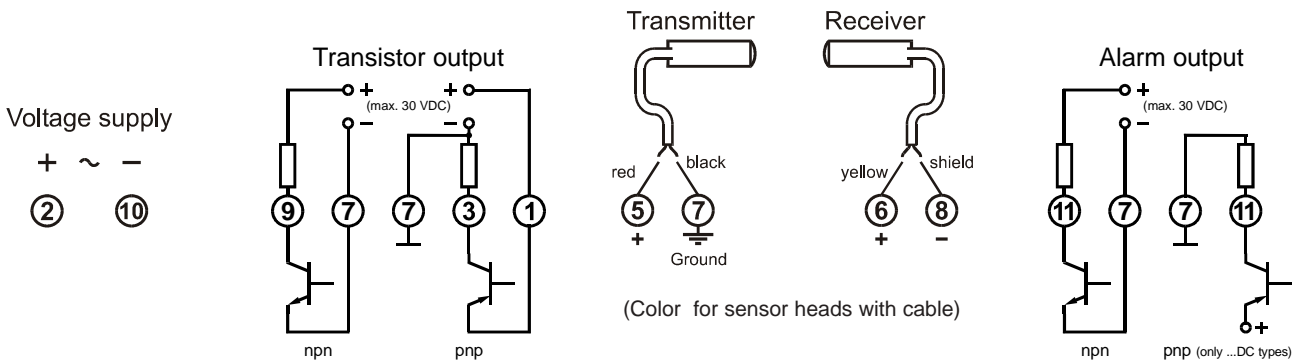 Voltage supply
+ ~ −
2 10
Transistor output
+ +
(max. 30 VDC)
− −
9 7 7 3 1
npn pnp
Transmitter
red black
5 7
+
Ground
Receiver
yellow shield
6 8
+ −
(Color for sensor heads with cable)
Alarm output
+
(max. 30 VDC)
−
11 7 7 11
+
npn pnp (only ...DC types)